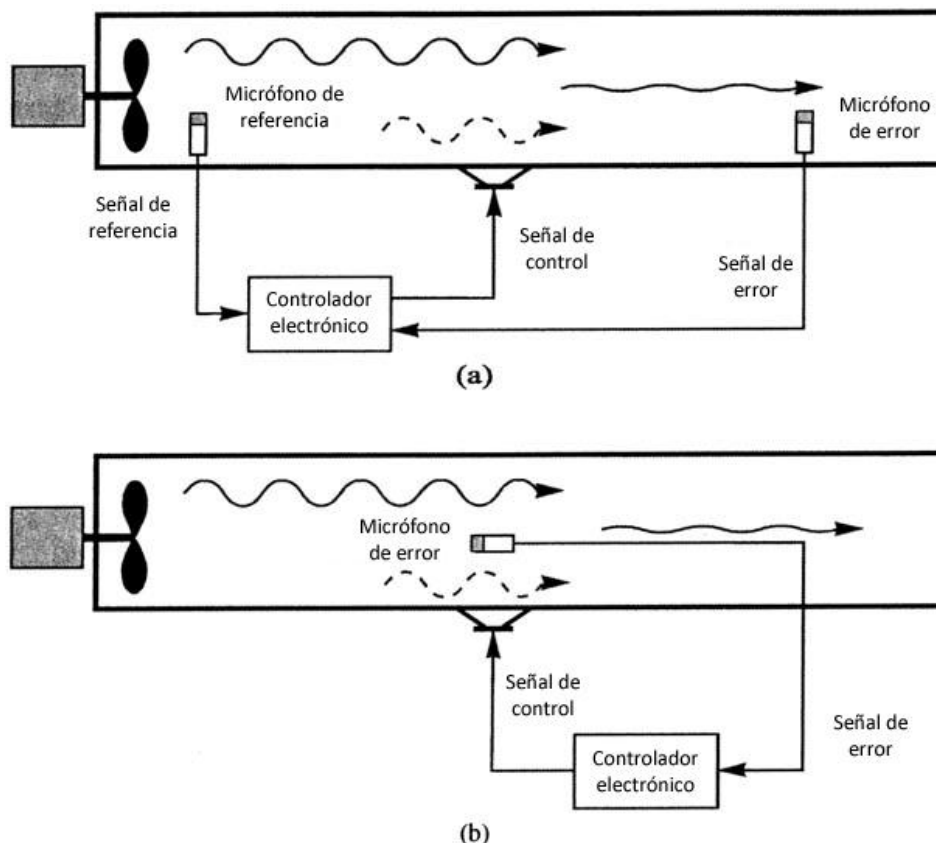 Micrófono de
referencia
Micrófono
de error
Señal de
referencia
Señal de
control
Señal de
error
Controlador
electrónico
(a)
Micrófono
de error
Señal de
control
Señal de
error
Controlador
electrónico
(b)